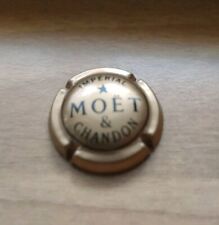 IMPERIAL
MOËT
&
CHANDON